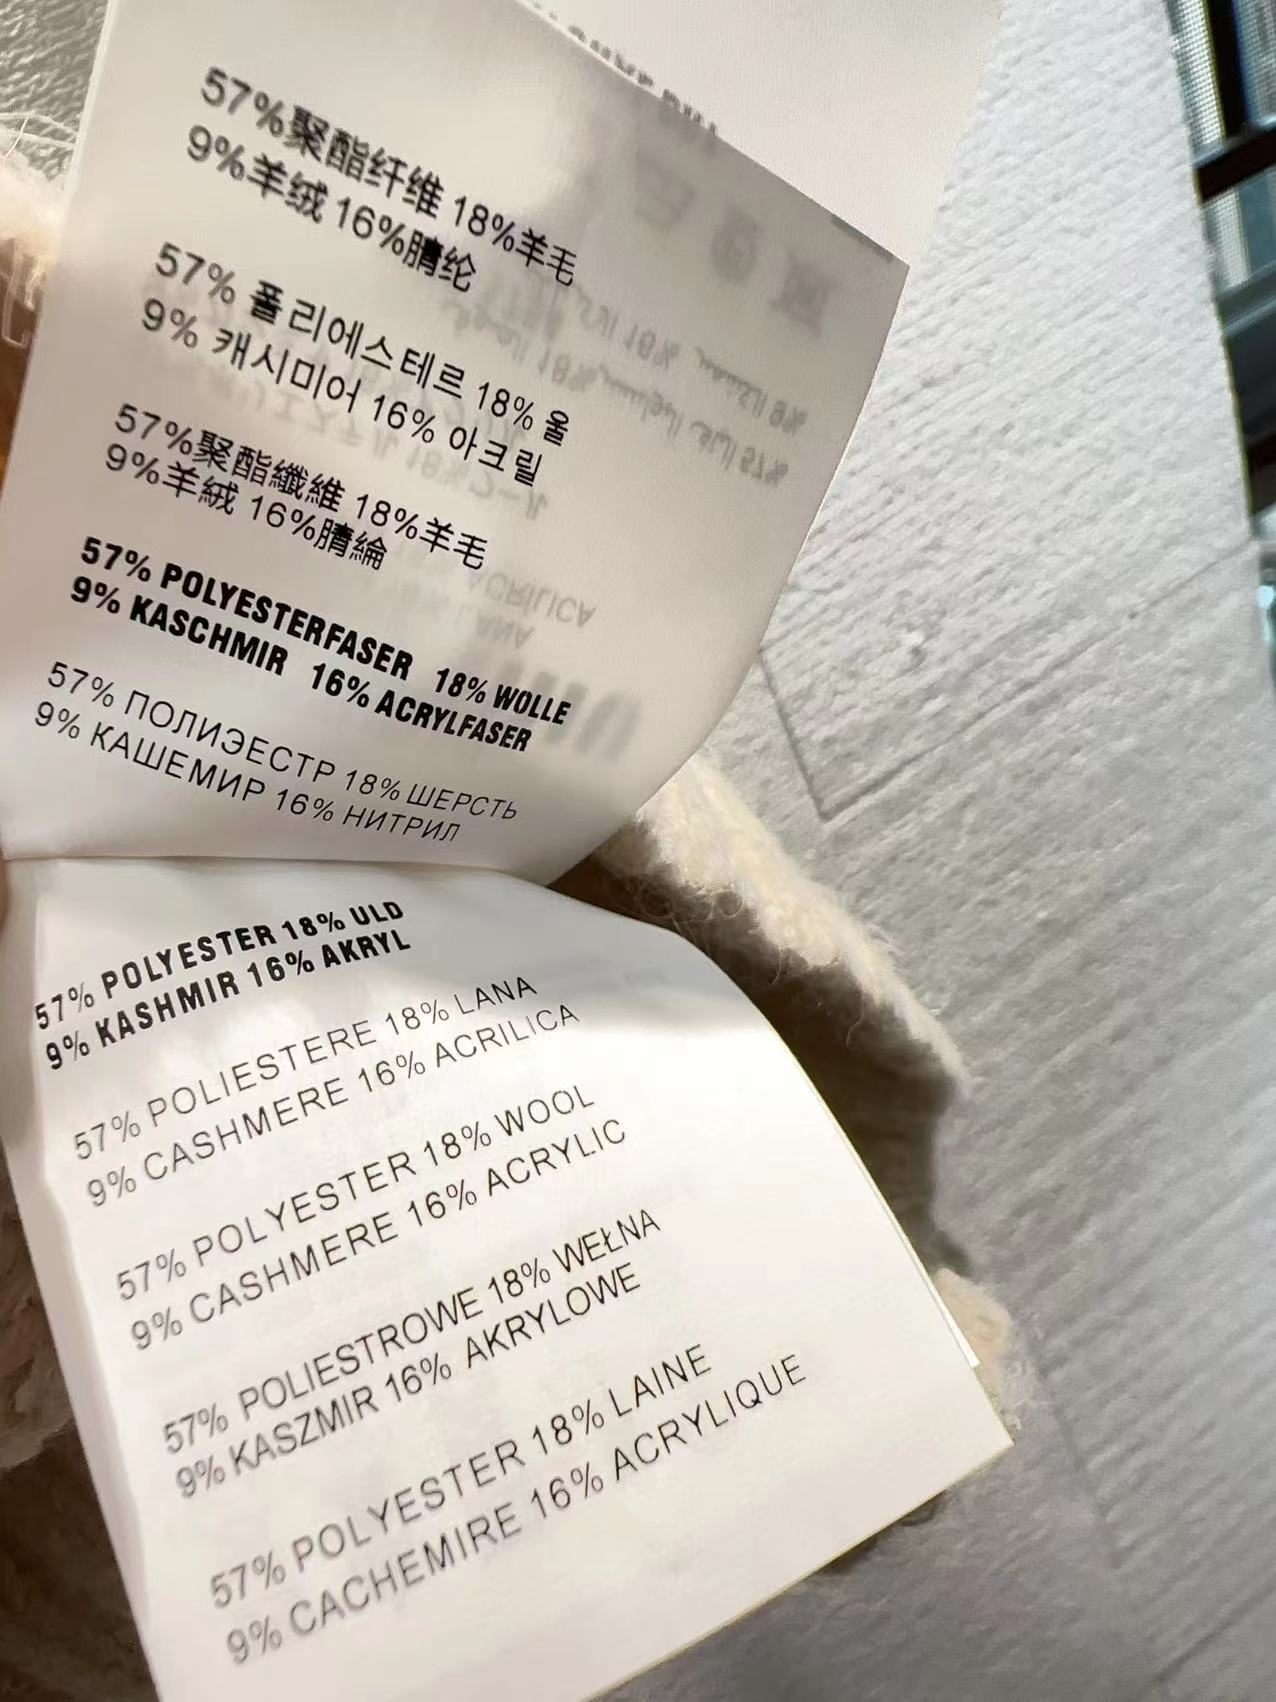 57%聚酯纤维 18%羊毛
9%羊绒 16%腈纶
57% 폴리에스테르 18% 울
9% 캐시미어 16% 아크릴
57%聚酯纖維 18%羊毛
9%羊絨 16%腈綸
57% POLYESTERFASER 18% WOLLE
9% KASCHMIR 16% ACRYLFASER
57% ПОЛИЭЕСТР 18% ШЕРСТЬ
9% КАШЕМИР 16% НИТРИЛ
57% POLYESTER 18% ULD
9% KASHMIR 16% AKRYL
57% POLIESTERE 18% LANA
9% CASHMERE 16% ACRILICA
57% POLYESTER 18% WOOL
9% CASHMERE 16% ACRYLIC
57% POLIESTROWE 18% WEŁNA
9% KASZMIR 16% AKRYLOWE
57% POLYESTER 18% LAINE
9% CACHEMIRE 16% ACRYLIQUE